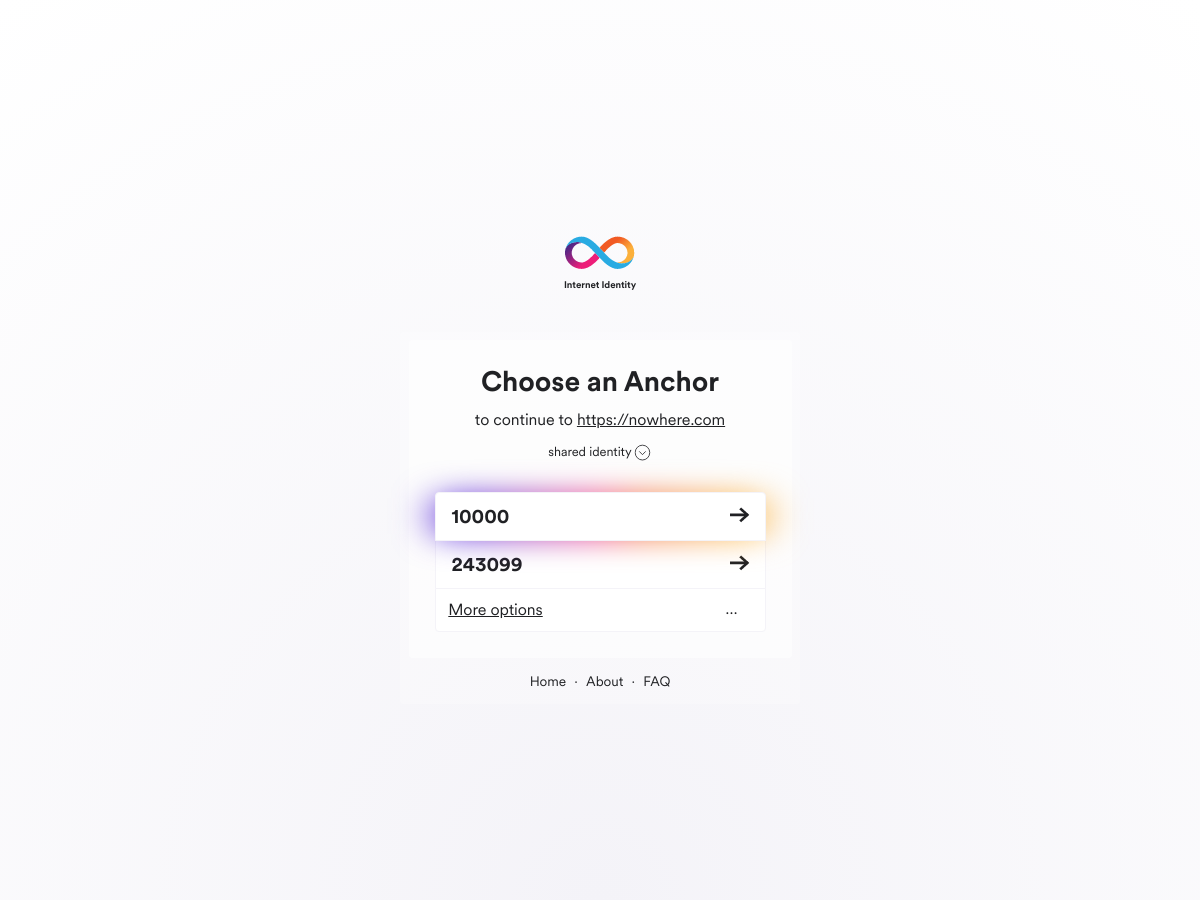 Internet Identity
Choose an Anchor
to continue to https://nowhere.com
shared identity
10000
243099
More options ...
Home · About · FAQ